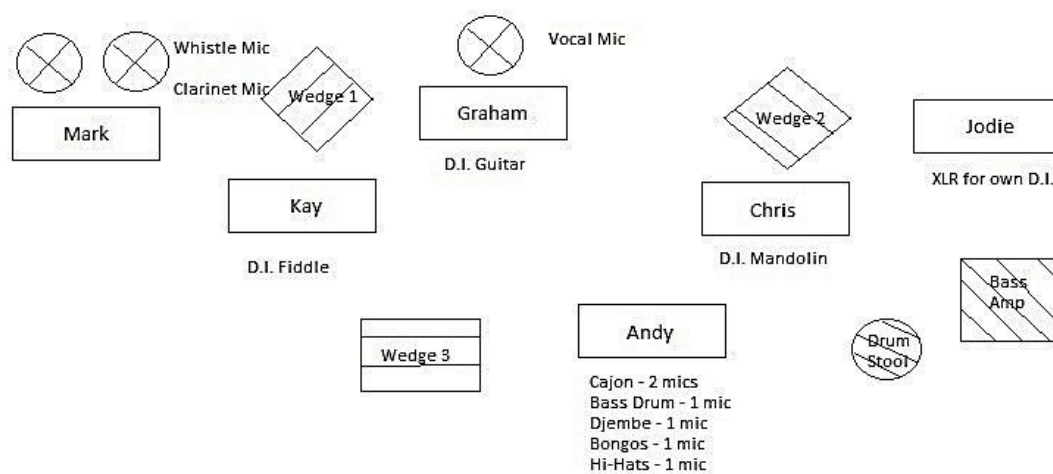 Whistle Mic
Clarinet Mic
Vocal Mic
Wedge 1
Wedge 2
Mark
Graham
Jodie
D.I. Guitar
XLR for own D.I.
Kay
Chris
D.I. Fiddle
D.I. Mandolin
Bass
Amp
Wedge 3
Andy
Drum
Stool
Cajon - 2 mics
Bass Drum - 1 mic
Djembe - 1 mic
Bongos - 1 mic
Hi-Hats - 1 mic